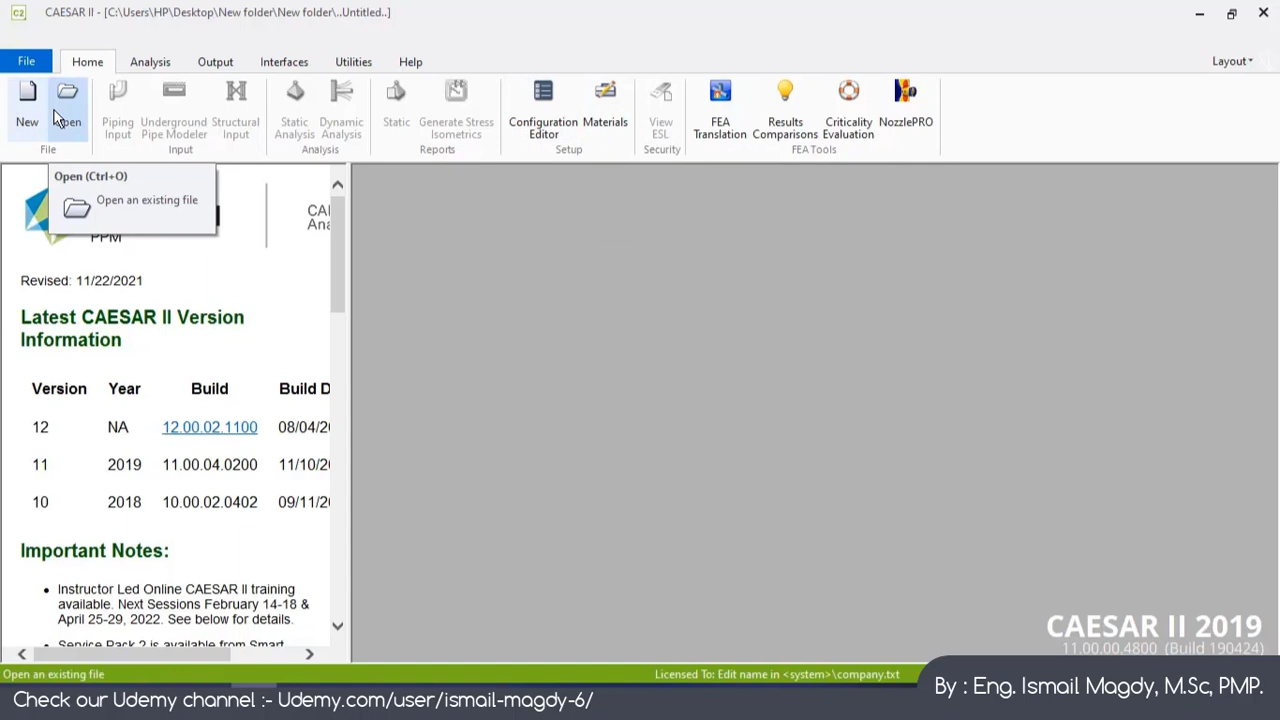 CAESAR II - [C:\Users\HP\Desktop\New folder\New folder\..Untitled..]
File Home Analysis Output Interfaces Utilities Help Layout
New Open Piping Input Underground Pipe Modeler Structural Input Static Analysis Dynamic Analysis Static Generate Stress Isometrics Configuration Editor Materials View ESL FEA Translation Results Comparisons Criticality Evaluation NozzlePRO
File Input Analysis Reports Setup Security FEA Tools
Open (Ctrl+O)
Open an existing file
PPM
Revised: 11/22/2021
Latest CAESAR II Version
Information
Version Year Build
12 NA 12.00.02.1100
11 2019 11.00.04.0200
10 2018 10.00.02.0402
Important Notes:
• Instructor Led Online CAESAR II training
available. Next Sessions February 14-18 &
April 25-29, 2022. See below for details.
• Service Pack 2 is available from Smart
CAESAR II 2019
11.00.00.4800 (Build 190424)
Open an existing file Licensed To: Edit name in <system>\company.txt
Check our Udemy channel :- Udemy.com/user/ismail-magdy-6/
By : Eng. Ismail Magdy, M.Sc, PMP.